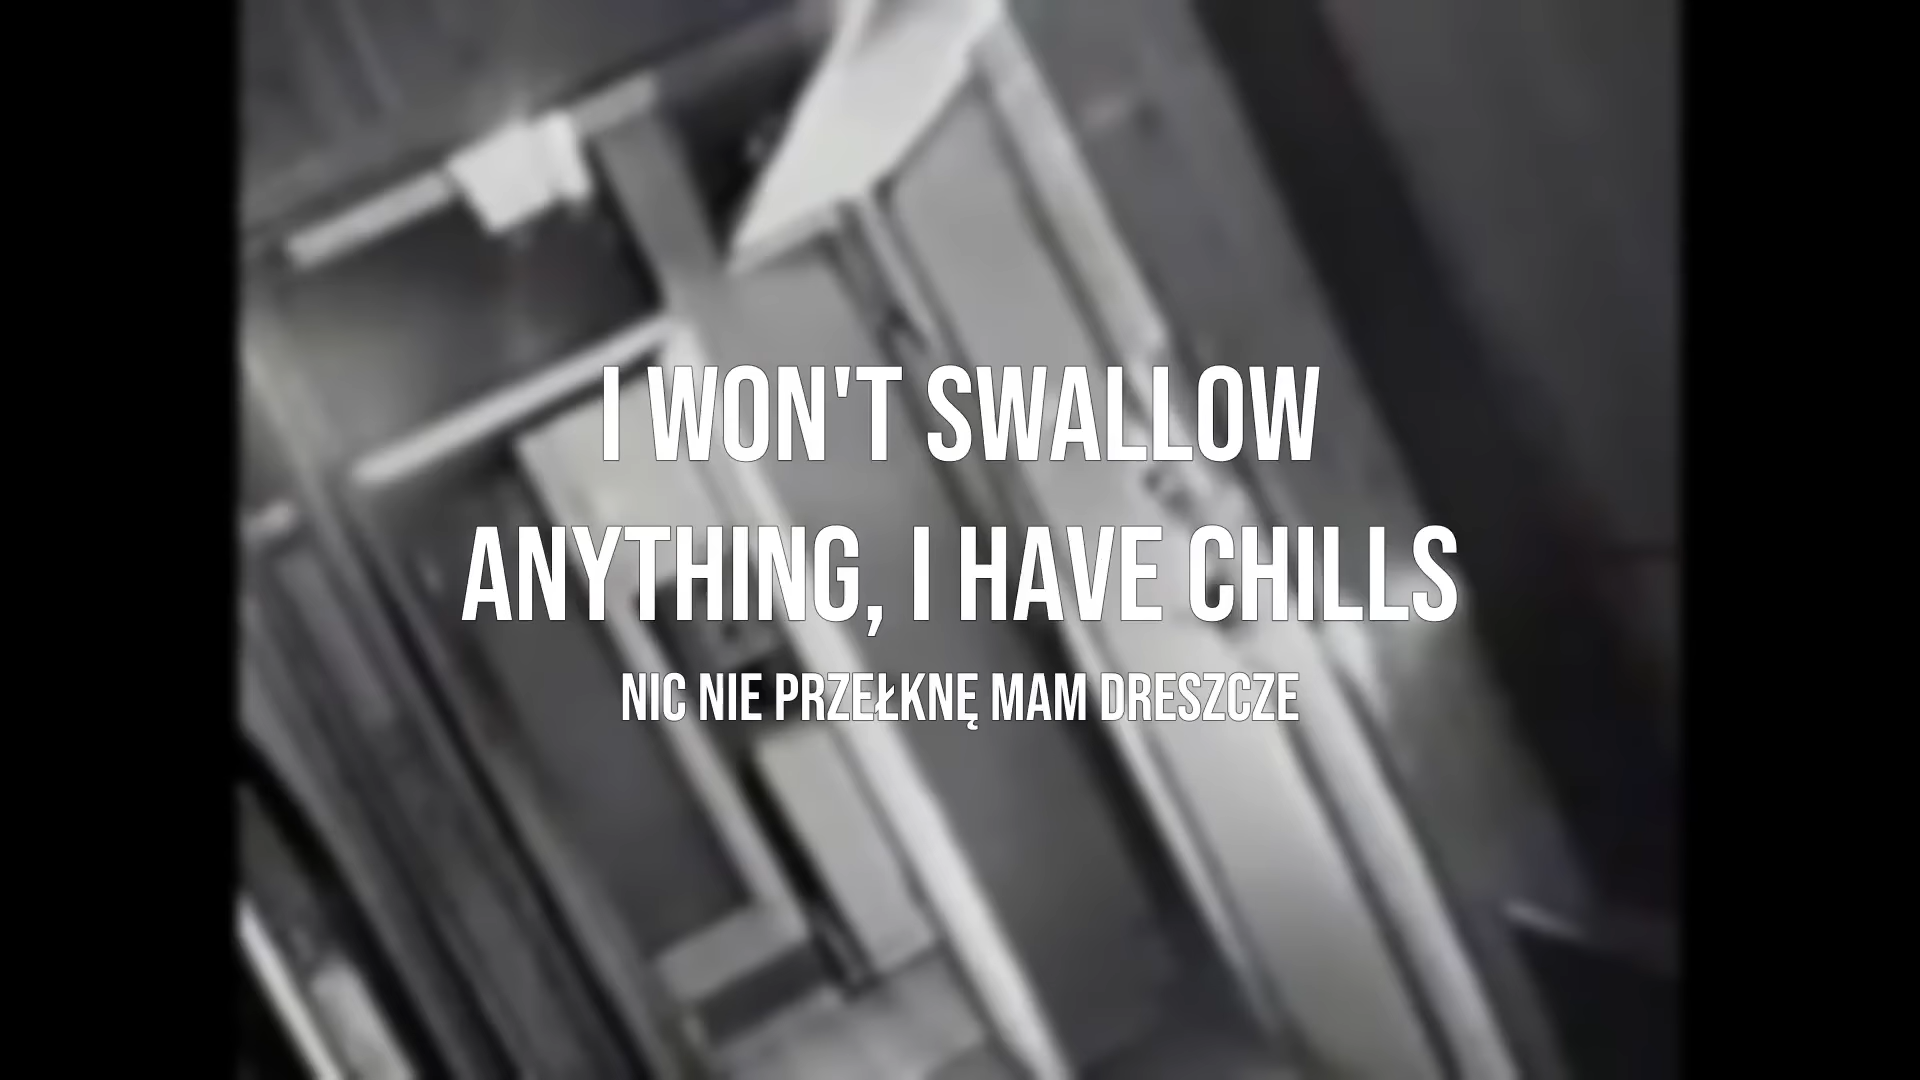 I WON'T SWALLOW
ANYTHING, I HAVE CHILLS
NIC NIE PRZEŁKNĘ MAM DRESZCZE